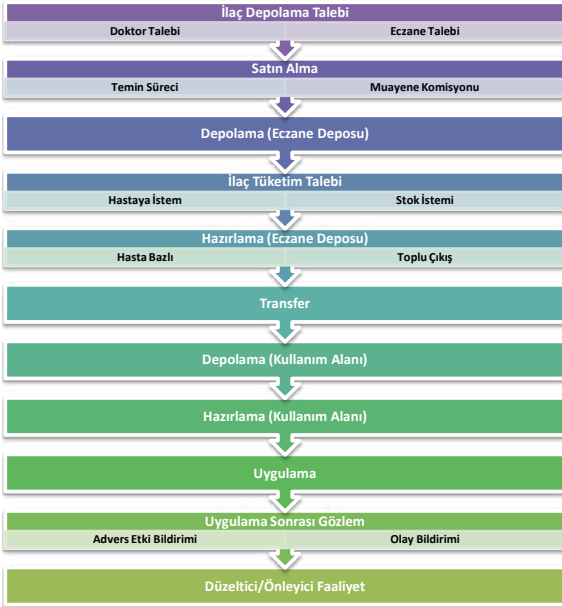 İlaç Depolama Talebi
Doktor Talebi Eczane Talebi
Satın Alma
Temin Süreci Muayene Komisyonu
Depolama (Eczane Deposu)
İlaç Tüketim Talebi
Hastaya İstem Stok İstemi
Hazırlama (Eczane Deposu)
Hasta Bazlı Toplu Çıkış
Transfer
Depolama (Kullanım Alanı)
Hazırlama (Kullanım Alanı)
Uygulama
Uygulama Sonrası Gözlem
Advers Etki Bildirimi Olay Bildirimi
Düzeltici/Önleyici Faaliyet